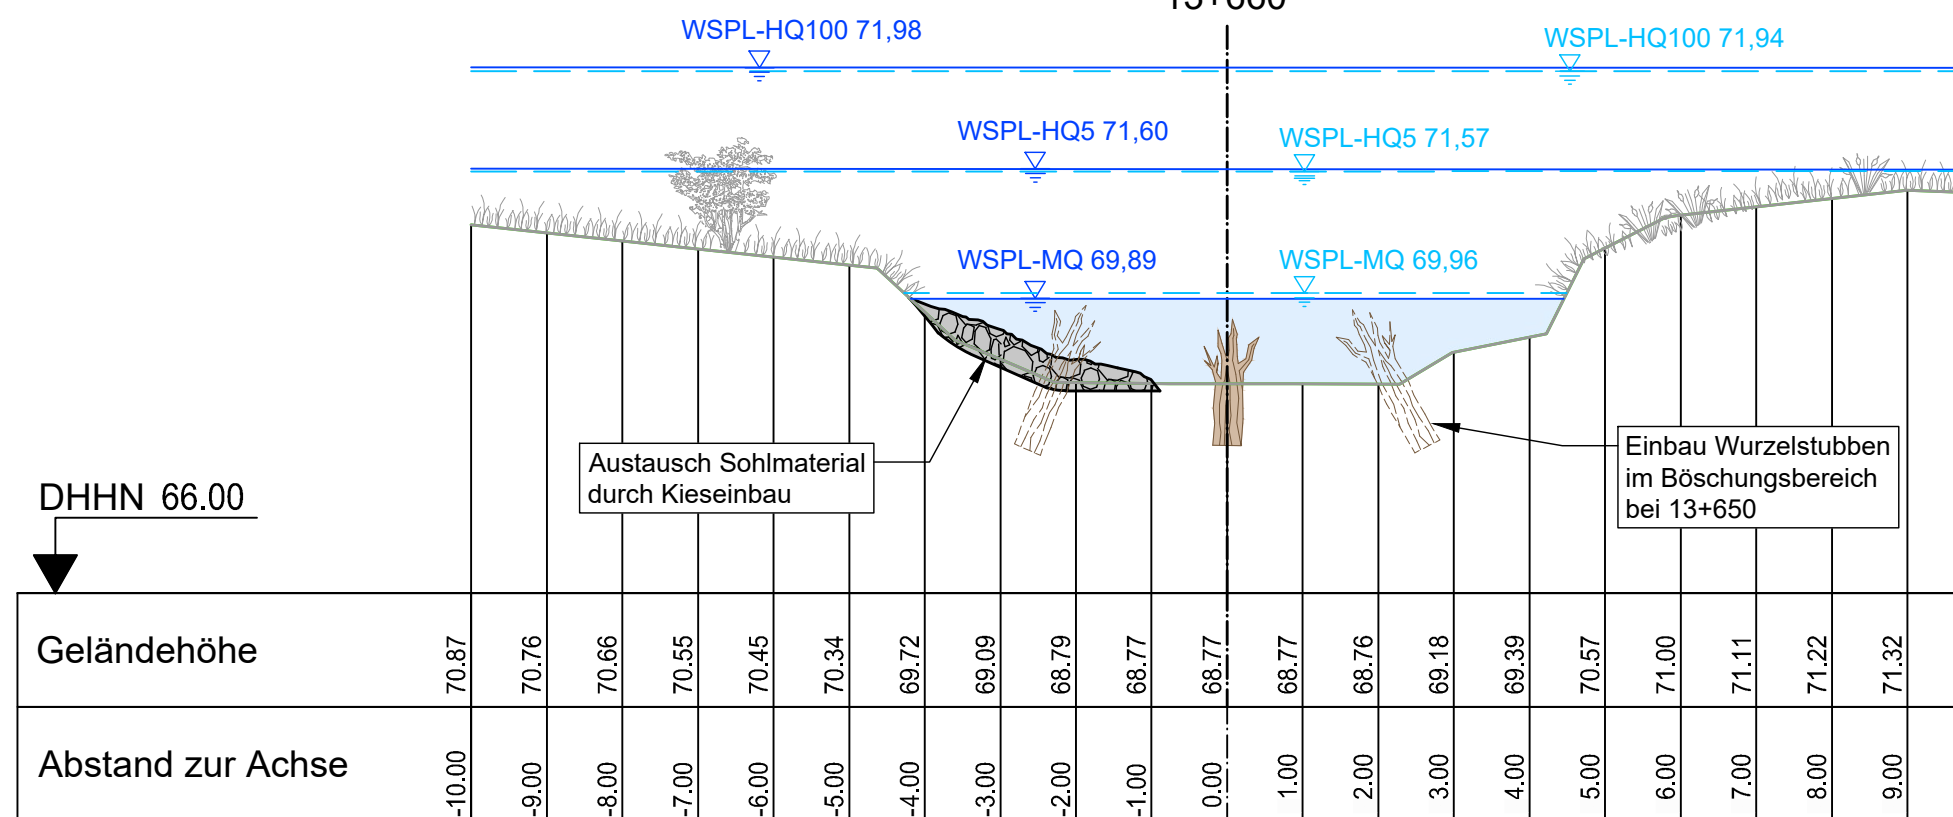 13+660
WSPL-HQ100 71,98
WSPL-HQ100 71,94
WSPL-HQ5 71,60
WSPL-HQ5 71,57
WSPL-MQ 69,89
WSPL-MQ 69,96
Austausch Sohlmaterial
durch Kieseinbau
Einbau Wurzelstubben
im Böschungsbereich
bei 13+650
DHHN 66.00
Geländehöhe 70.87 70.76 70.66 70.55 70.45 70.34 69.72 69.09 68.79 68.77 68.77 68.77 68.76 69.18 69.39 70.57 71.00 71.11 71.22 71.32
Abstand zur Achse -10.00 -9.00 -8.00 -7.00 -6.00 -5.00 -4.00 -3.00 -2.00 -1.00 0.00 1.00 2.00 3.00 4.00 5.00 6.00 7.00 8.00 9.00